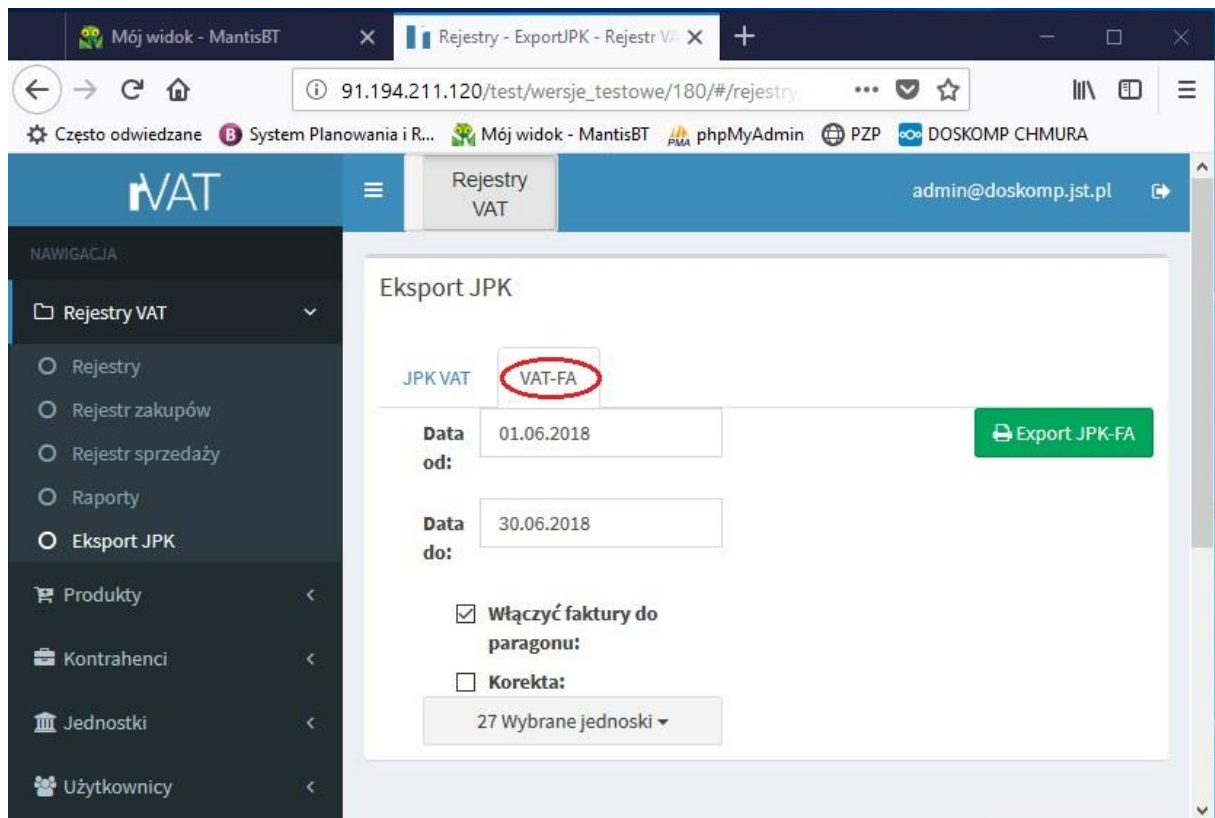 Mój widok - MantisBT
Rejestry - ExportJPK - Rejestr VA
91.194.211.120/test/wersje_testowe/180/#/rejestry
Często odwiedzane
System Planowania i R...
Mój widok - MantisBT
phpMyAdmin
PZP
DOSKOMP CHMURA
rVAT
Rejestry
VAT
admin@doskomp.jst.pl
NAWIGACJA
Rejestry VAT
Rejestry
Rejestr zakupów
Rejestr sprzedaży
Raporty
Eksport JPK
Produkty
Kontrahenci
Jednostki
Użytkownicy
Eksport JPK
JPK VAT
VAT-FA
Data
od:
01.06.2018
Export JPK-FA
Data
do:
30.06.2018
Włączyć faktury do
paragonu:
Korekta:
27 Wybrane jednoski